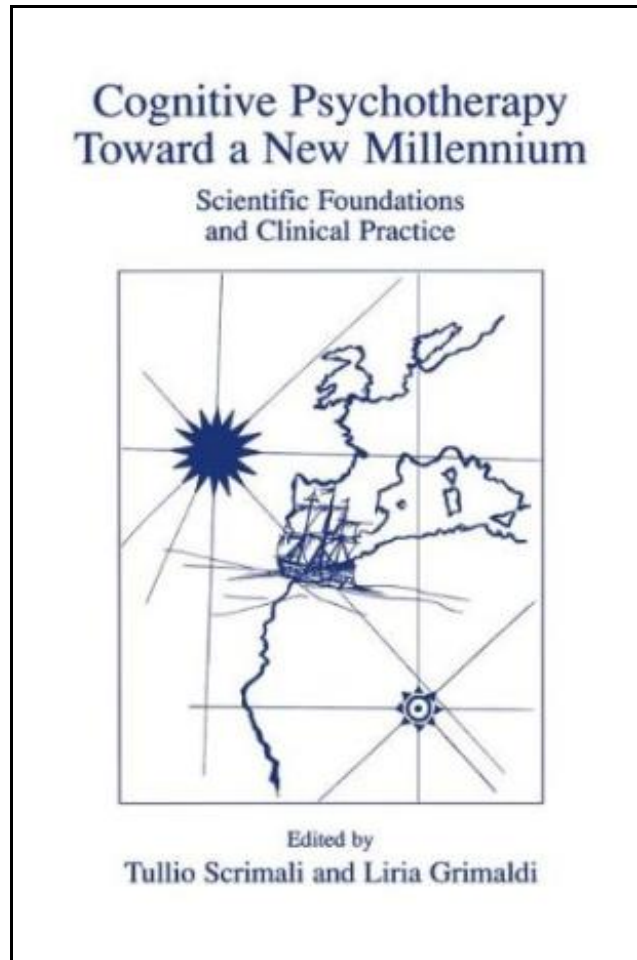 Cognitive Psychotherapy
Toward a New Millennium
Scientific Foundations
and Clinical Practice
Edited by
Tullio Scrimali and Liria Grimaldi